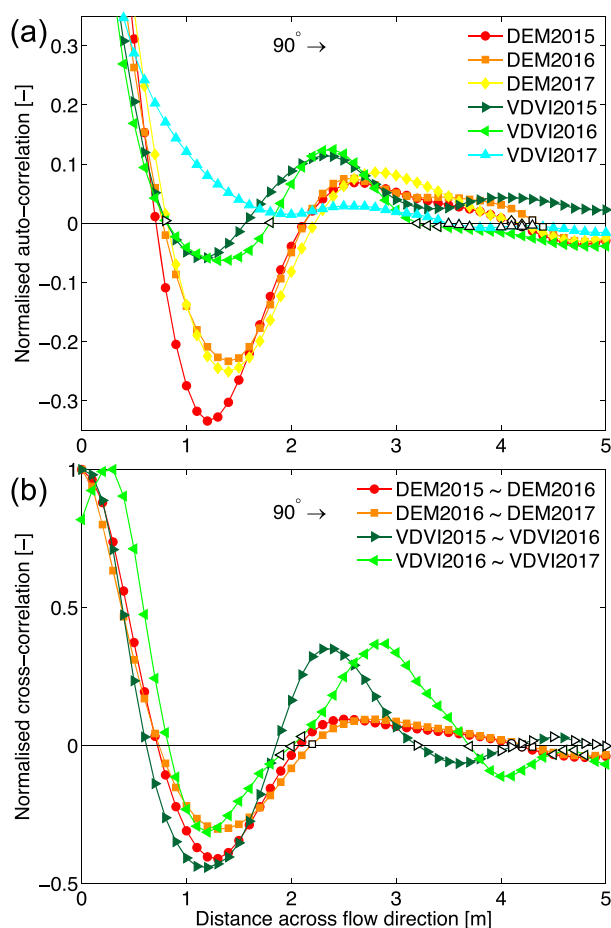 (a)
90° →
DEM2015
DEM2016
DEM2017
VDVI2015
VDVI2016
VDVI2017
Normalised auto−correlation [−]
0.3
0.2
0.1
0
−0.1
−0.2
−0.3
0 1 2 3 4 5
(b)
90° →
DEM2015 ~ DEM2016
DEM2016 ~ DEM2017
VDVI2015 ~ VDVI2016
VDVI2016 ~ VDVI2017
Normalised cross−correlation [−]
1
0.5
0
−0.5
0 1 2 3 4 5
Distance across flow direction [m]